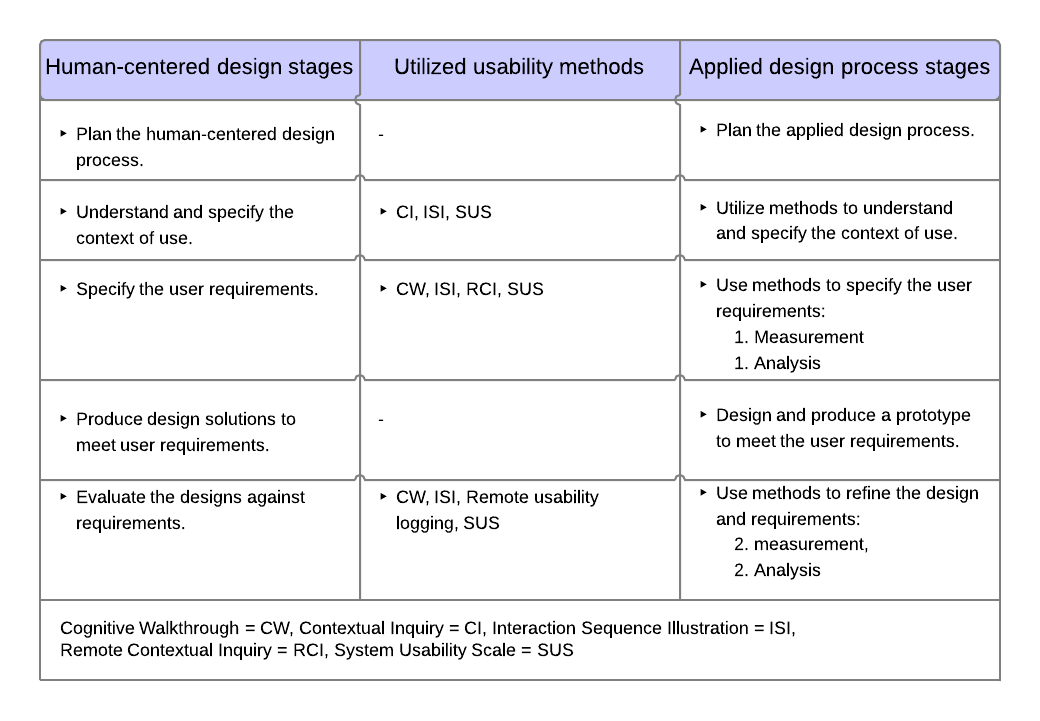 Human-centered design stages
Utilized usability methods
Applied design process stages
‣ Plan the human-centered design
process.
-
‣ Plan the applied design process.
‣ Understand and specify the
context of use.
‣ CI, ISI, SUS
‣ Utilize methods to understand
and specify the context of use.
‣ Specify the user requirements.
‣ CW, ISI, RCI, SUS
‣ Use methods to specify the user
requirements:
1. Measurement
1. Analysis
‣ Produce design solutions to
meet user requirements.
-
‣ Design and produce a prototype
to meet the user requirements.
‣ Evaluate the designs against
requirements.
‣ CW, ISI, Remote usability
logging, SUS
‣ Use methods to refine the design
and requirements:
2. measurement,
2. Analysis
Cognitive Walkthrough = CW, Contextual Inquiry = CI, Interaction Sequence Illustration = ISI,
Remote Contextual Inquiry = RCI, System Usability Scale = SUS